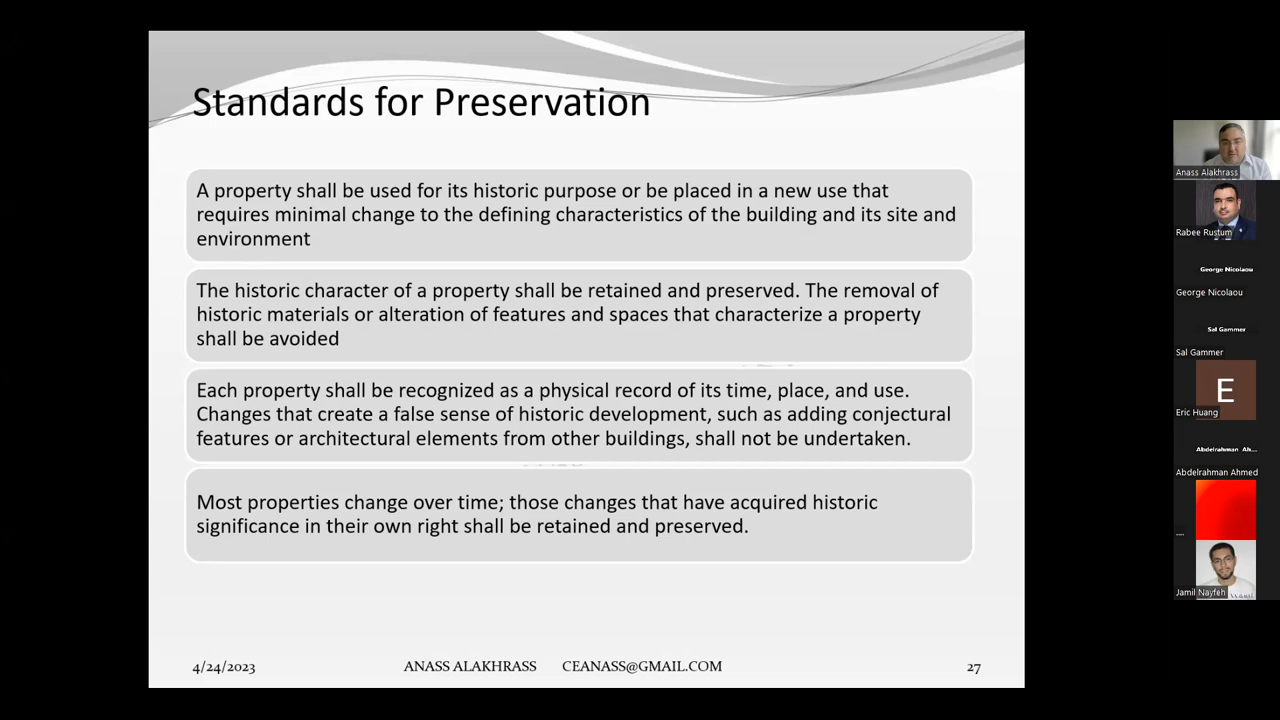 Standards for Preservation
A property shall be used for its historic purpose or be placed in a new use that
requires minimal change to the defining characteristics of the building and its site and
environment
The historic character of a property shall be retained and preserved. The removal of
historic materials or alteration of features and spaces that characterize a property
shall be avoided
Each property shall be recognized as a physical record of its time, place, and use.
Changes that create a false sense of historic development, such as adding conjectural
features or architectural elements from other buildings, shall not be undertaken.
Most properties change over time; those changes that have acquired historic
significance in their own right shall be retained and preserved.
4/24/2023 ANASS ALAKHRASS CEANASS@GMAIL.COM 27
Anass Alakhrass
Rabee Rustum
George Nicolaou
George Nicolaou
Sal Gammer
Sal Gammer
E
Eric Huang
Abdelrahman Ah...
Abdelrahman Ahmed
....
Jamil Nayfeh